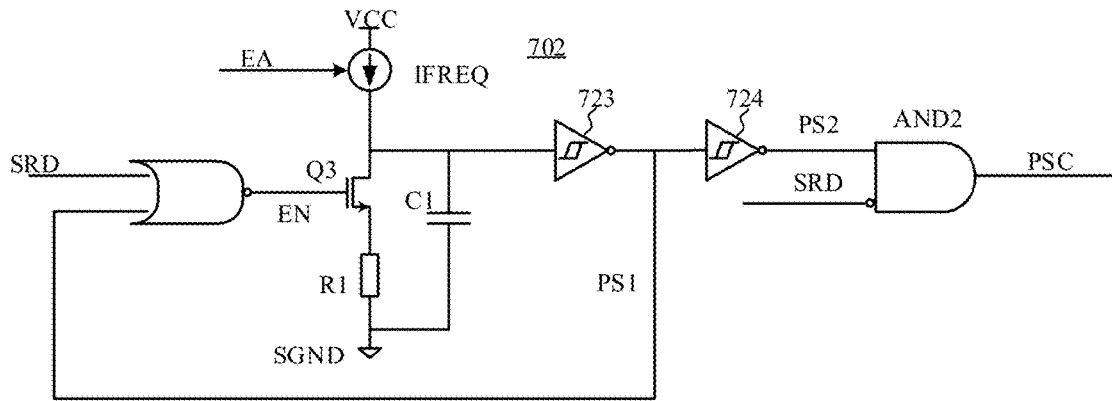 VCC
702
EA
IFREQ
723
724
PS2
AND2
SRD
Q3
SRD
PSC
EN
C1
R1
PS1
SGND